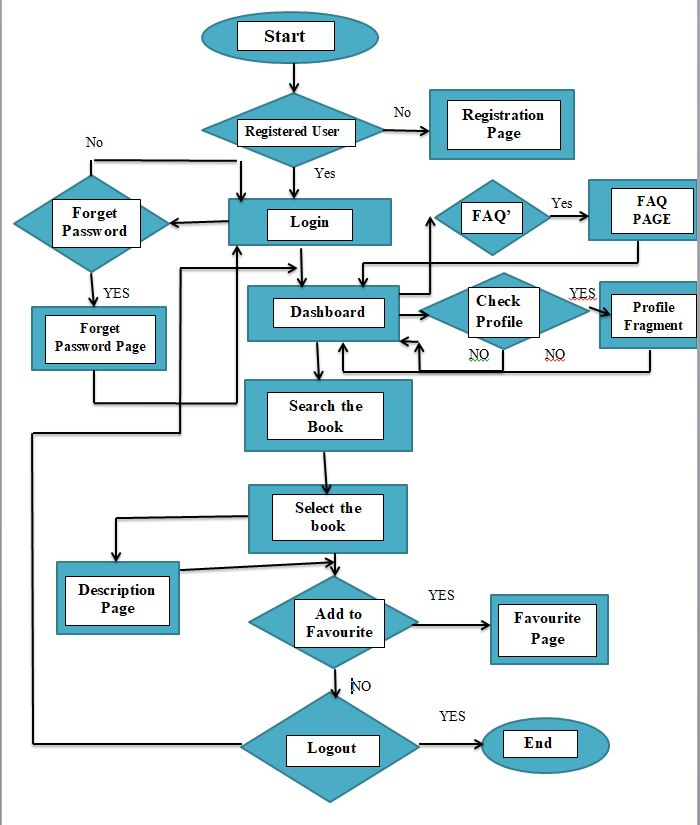 Start
Registered User
No
Registration
Page
Yes
No
Forget
Password
Login
FAQ’
Yes
FAQ
PAGE
YES
Dashboard
Check
Profile
YES
Profile
Fragment
Forget
Password Page
NO
NO
Search the
Book
Select the
book
Description
Page
Add to
Favourite
YES
Favourite
Page
NO
Logout
YES
End